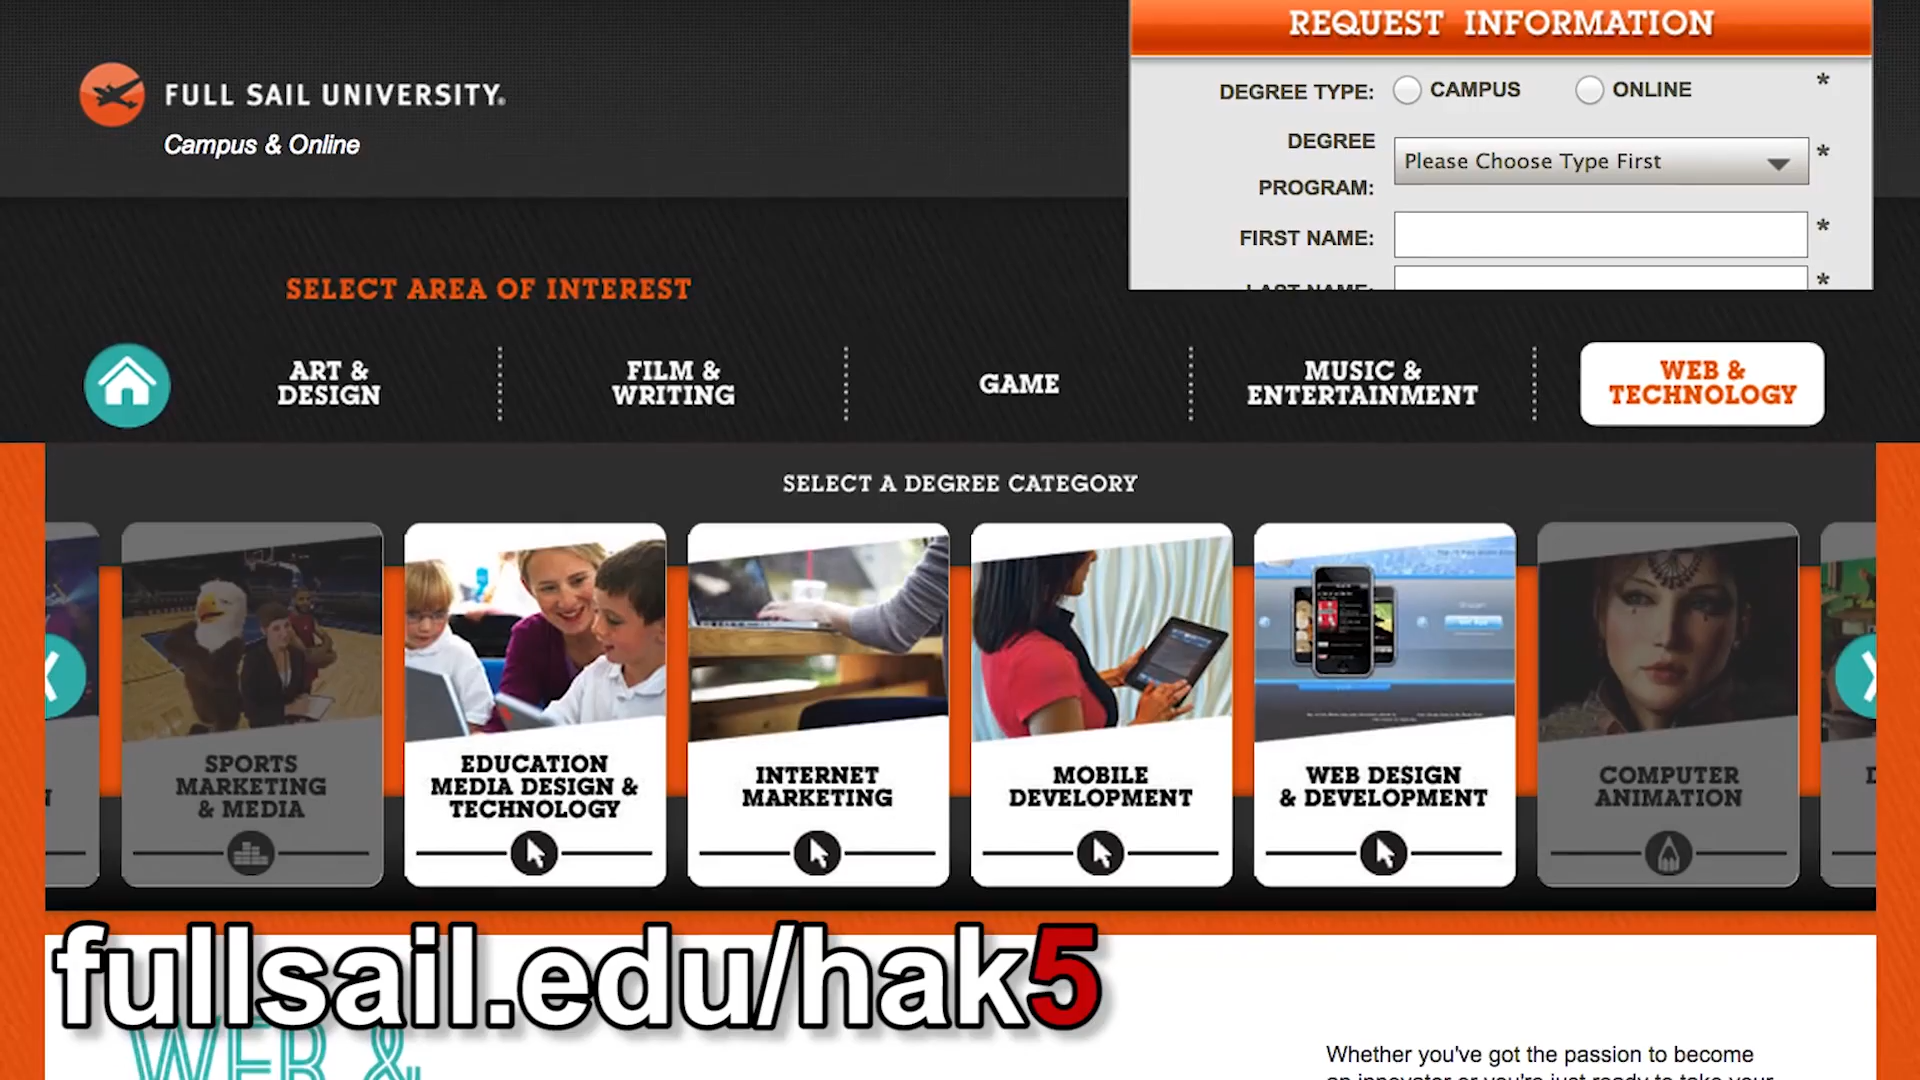 REQUEST INFORMATION
FULL SAIL UNIVERSITY®
Campus & Online
DEGREE TYPE: CAMPUS ONLINE *
DEGREE
PROGRAM: Please Choose Type First *
FIRST NAME: *
LAST NAME: *
SELECT AREA OF INTEREST
ART &
DESIGN
FILM &
WRITING
GAME
MUSIC &
ENTERTAINMENT
WEB &
TECHNOLOGY
SELECT A DEGREE CATEGORY
SPORTS
MARKETING
& MEDIA
EDUCATION
MEDIA DESIGN &
TECHNOLOGY
INTERNET
MARKETING
MOBILE
DEVELOPMENT
WEB DESIGN
& DEVELOPMENT
COMPUTER
ANIMATION
fullsail.edu/hak5
WEB &
Whether you've got the passion to become
an innovator or you're just ready to take your